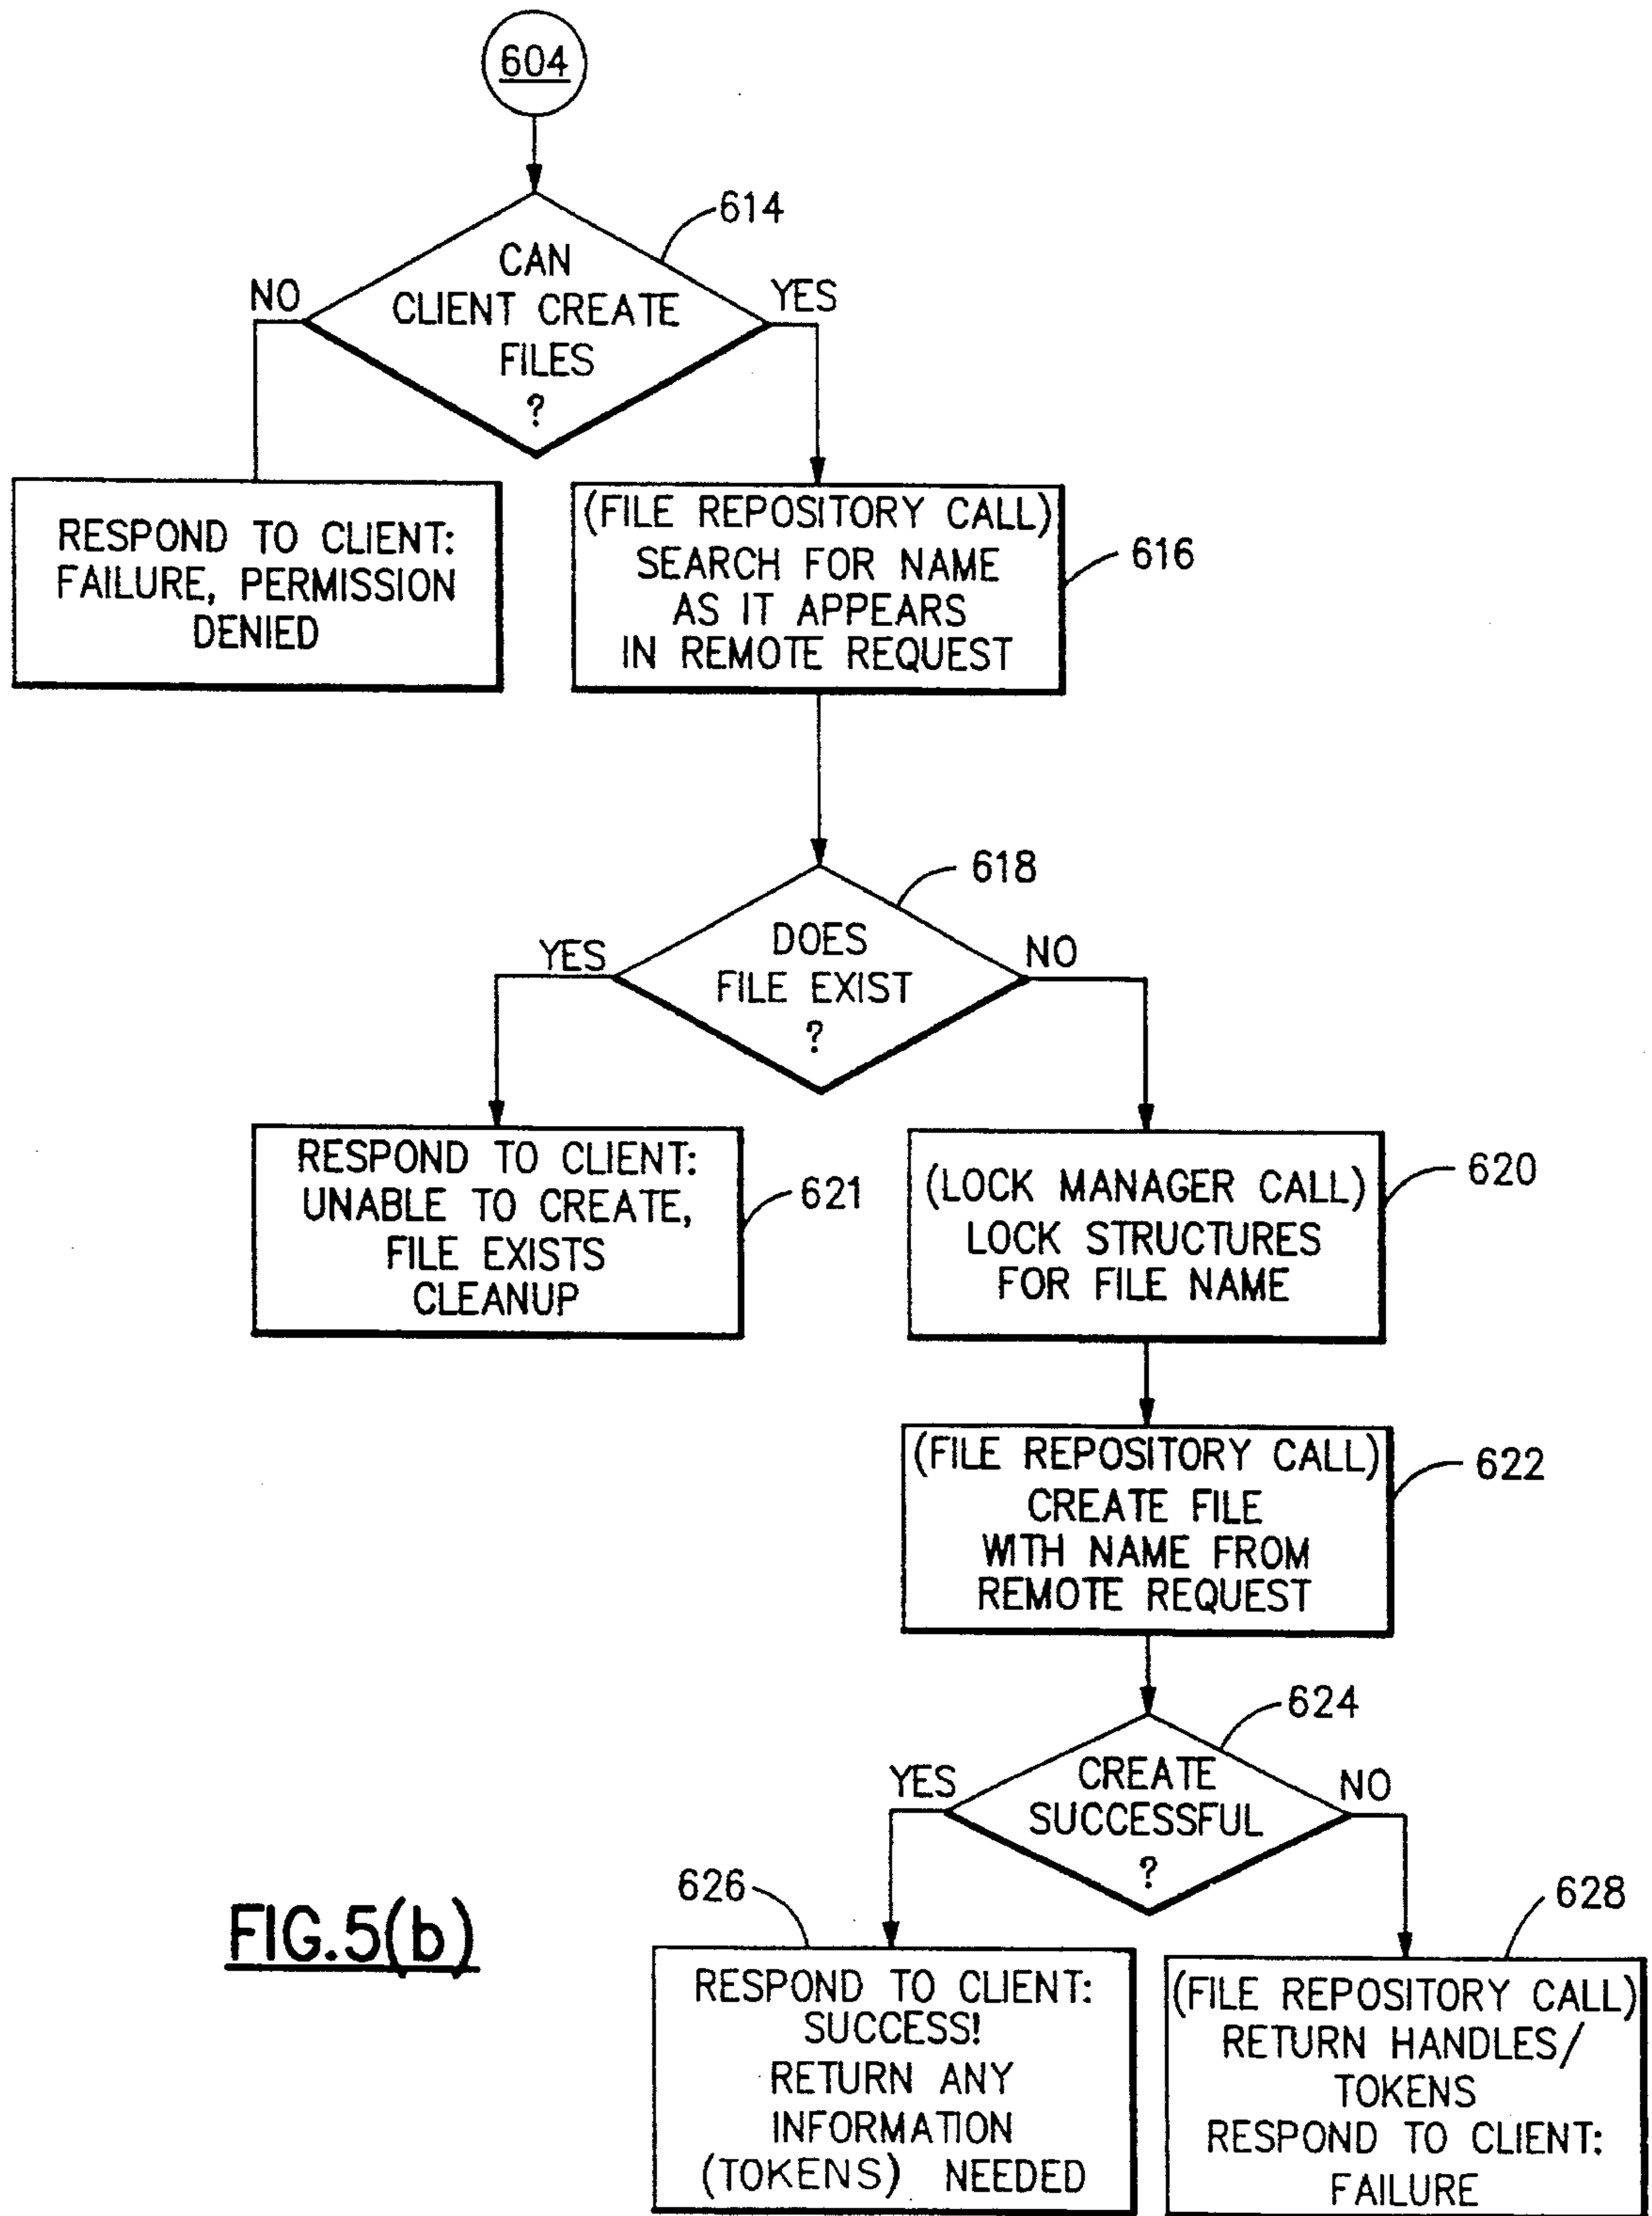 604
614
CAN
CLIENT CREATE
FILES
?
NO
YES
RESPOND TO CLIENT:
FAILURE, PERMISSION
DENIED
(FILE REPOSITORY CALL)
SEARCH FOR NAME
AS IT APPEARS
IN REMOTE REQUEST
616
618
DOES
FILE EXIST
?
YES
NO
RESPOND TO CLIENT:
UNABLE TO CREATE,
FILE EXISTS
CLEANUP
621
(LOCK MANAGER CALL)
LOCK STRUCTURES
FOR FILE NAME
620
(FILE REPOSITORY CALL)
CREATE FILE
WITH NAME FROM
REMOTE REQUEST
622
624
CREATE
SUCCESSFUL
?
YES
NO
626
RESPOND TO CLIENT:
SUCCESS!
RETURN ANY
INFORMATION
(TOKENS) NEEDED
628
(FILE REPOSITORY CALL)
RETURN HANDLES/
TOKENS
RESPOND TO CLIENT:
FAILURE
FIG.5(b)